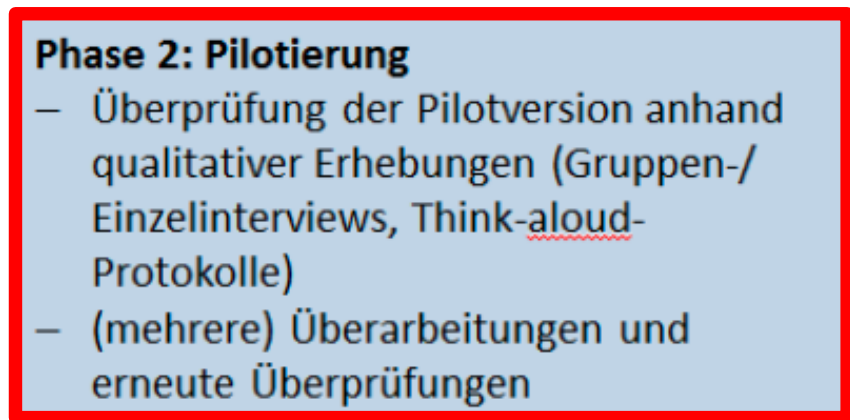 Phase 2: Pilotierung
– Überprüfung der Pilotversion anhand
qualitativer Erhebungen (Gruppen-/
Einzelinterviews, Think-aloud-
Protokolle)
– (mehrere) Überarbeitungen und
erneute Überprüfungen